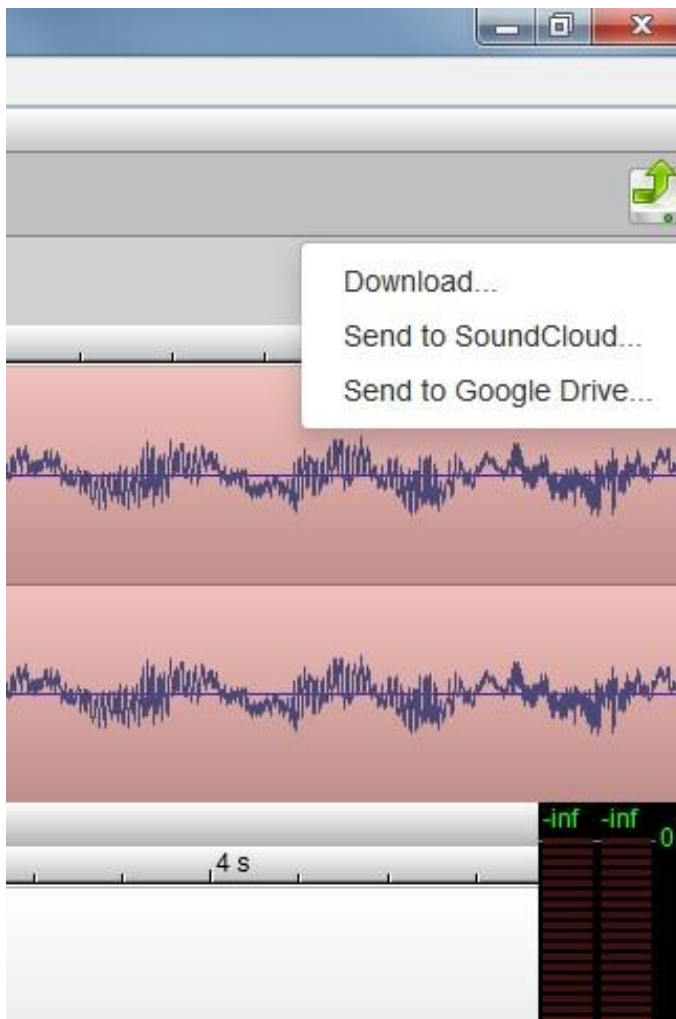 Download...
Send to SoundCloud...
Send to Google Drive...
-inf -inf
0
4 s